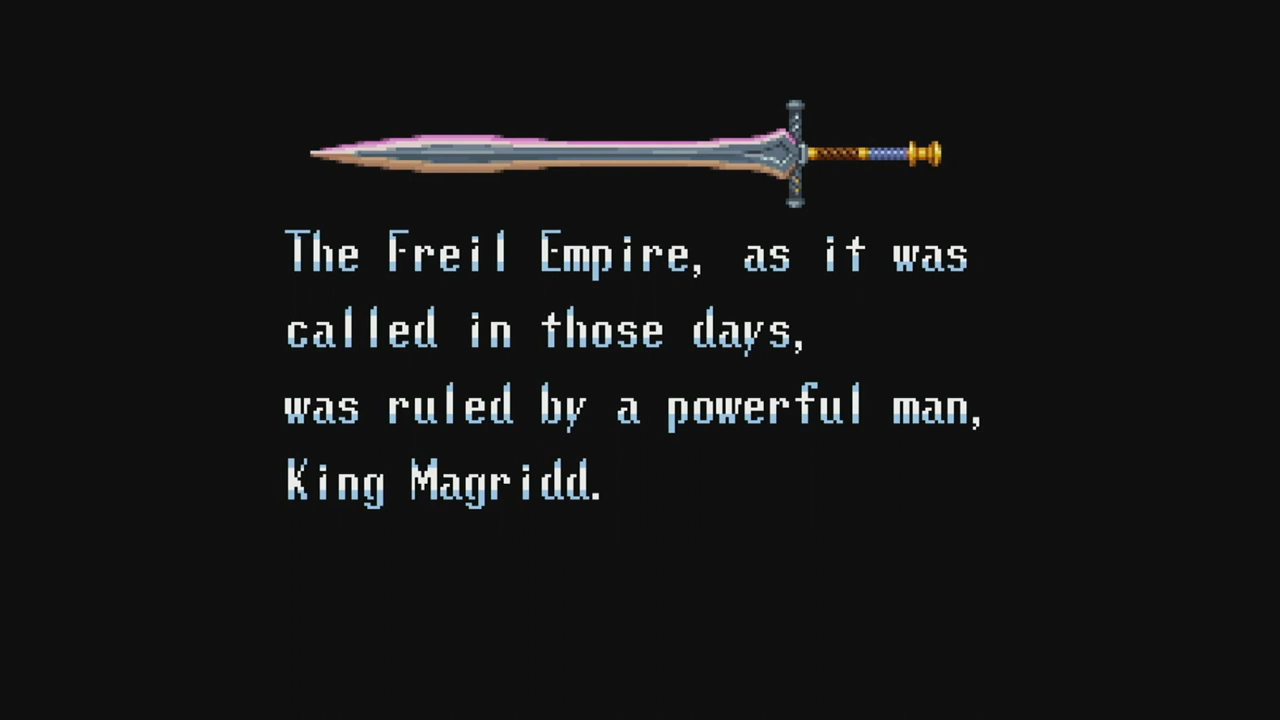 The Freil Empire, as it was
called in those days,
was ruled by a powerful man,
King Magridd.